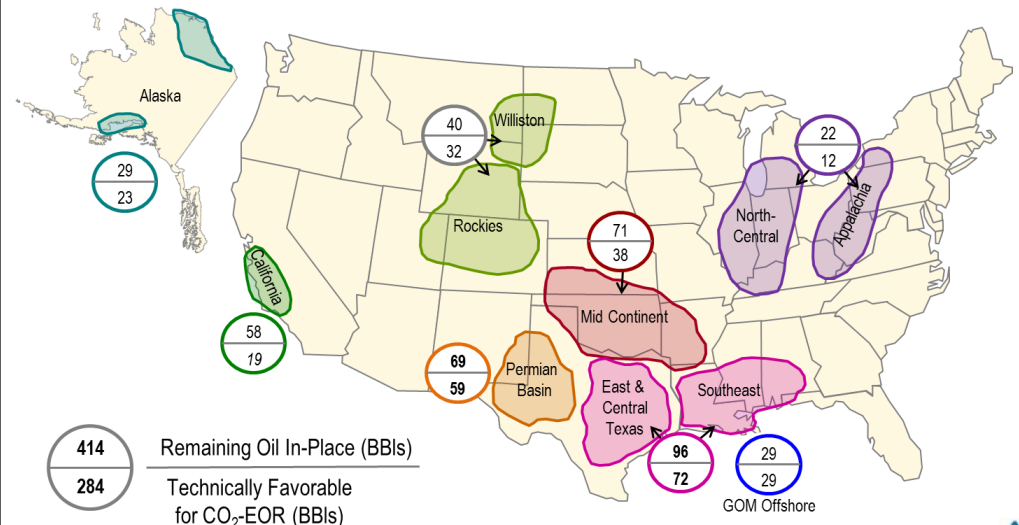 Alaska
29
23
40
32
Williston
Rockies
22
12
North-
Central
Appalachia
71
38
Mid Continent
California
58
19
69
59
Permian
Basin
East &
Central
Texas
Southeast
96
72
29
29
GOM Offshore
414
284
Remaining Oil In-Place (BBls)
Technically Favorable
for CO₂-EOR (BBls)